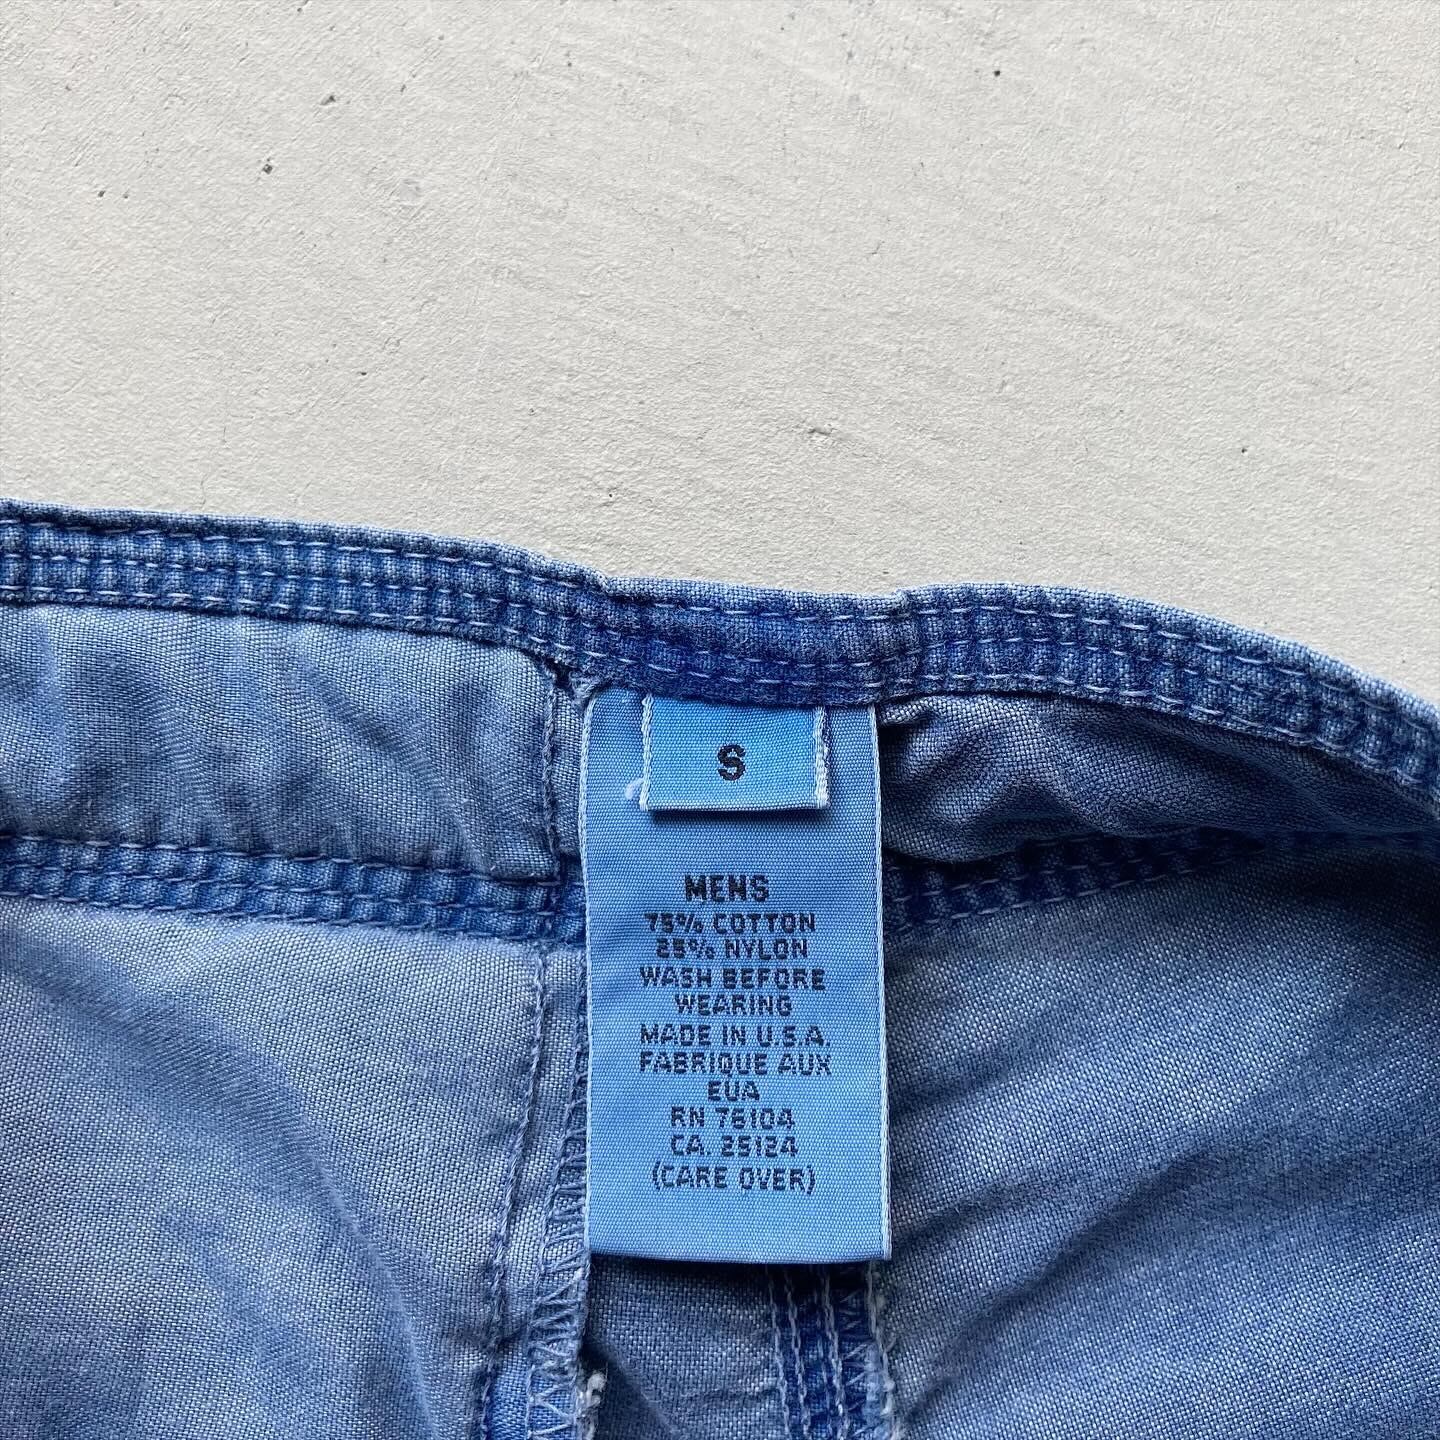 S
MENS
75% COTTON
25% NYLON
WASH BEFORE
WEARING
MADE IN U.S.A.
FABRIQUE AUX
EUA
RN 76104
CA. 25124
(CARE OVER)